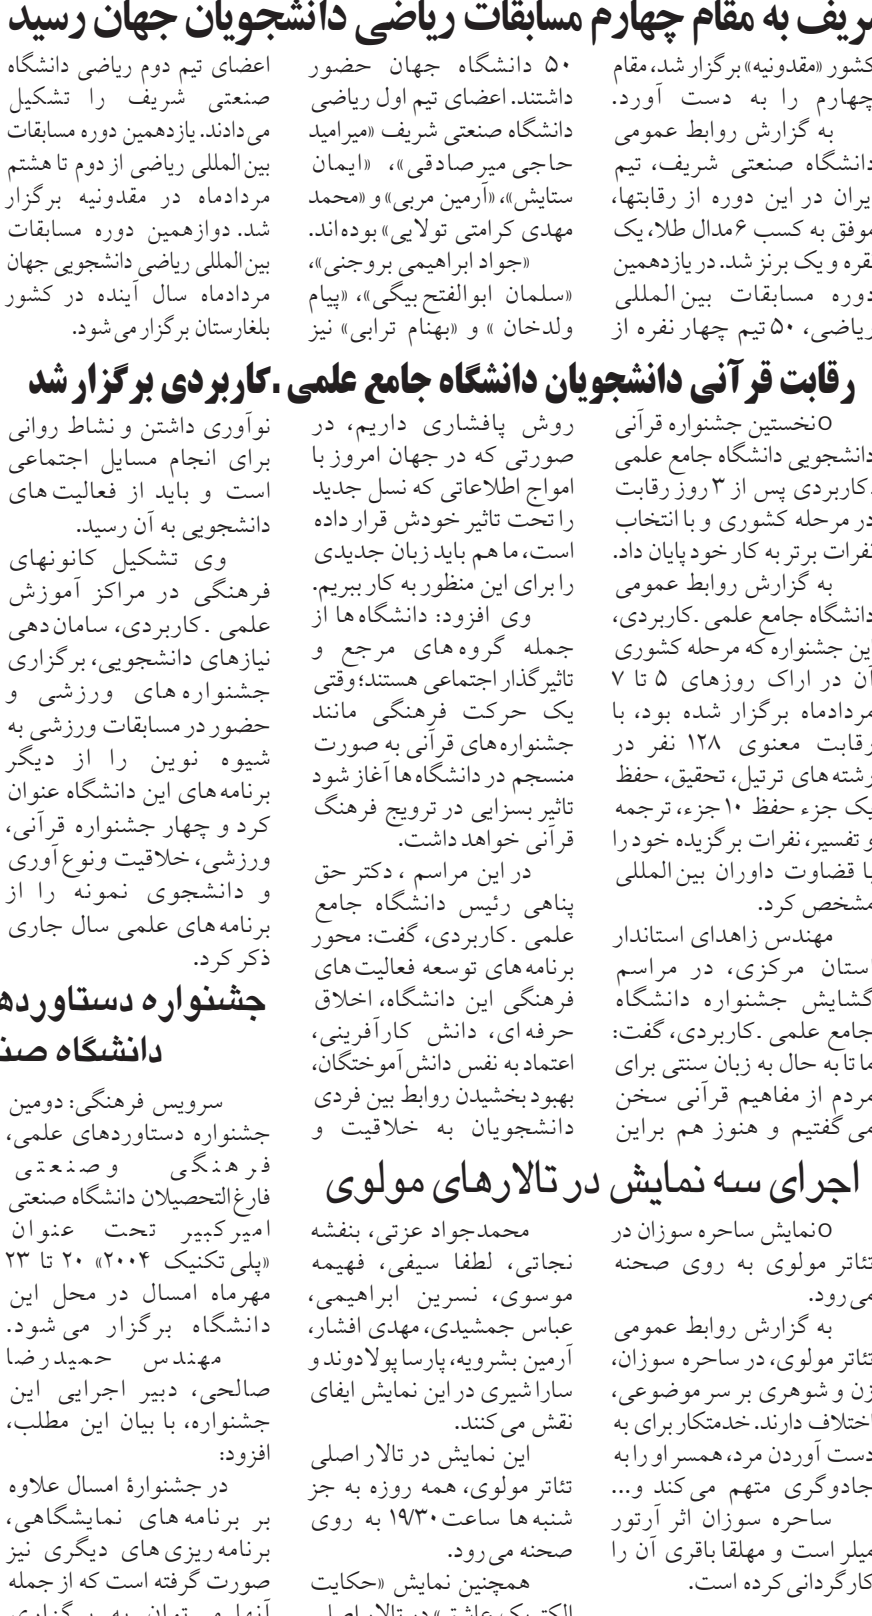 ریف به مقام چهارم مسابقات ریاضی دانشجویان جهان رسید
کشور «مقدونیه» برگزار شد، مقام
چهارم را به دست آورد.
به گزارش روابط عمومی
دانشگاه صنعتی شریف، تیم
ایران در این دوره از رقابتها،
موفق به کسب ۶ مدال طلا، یک
نقره و یک برنز شد. در یازدهمین
دوره مسابقات بین‌المللی
ریاضی، ۵۰ تیم چهار نفره از
۵۰ دانشگاه جهان حضور
داشتند. اعضای تیم اول ریاضی
دانشگاه صنعتی شریف «میرامید
حاجی میرصادقی»، «ایمان
ستایش»، «آرمین مربی» و «محمد
مهدی کرامتی تولایی» بوده‌اند.
«جواد ابراهیمی بروجنی»،
«سلمان ابوالفتح بیگی»، «پیام
ولدخان » و «بهنام ترابی» نیز
اعضای تیم دوم ریاضی دانشگاه
صنعتی شریف را تشکیل
می‌دادند. یازدهمین دوره مسابقات
بین‌المللی ریاضی از دوم تا هشتم
مردادماه در مقدونیه برگزار
شد. دوازدهمین دوره مسابقات
بین‌المللی ریاضی دانشجویی جهان
مردادماه سال آینده در کشور
بلغارستان برگزار می‌شود.
رقابت قرآنی دانشجویان دانشگاه جامع علمی ـ کاربردی برگزار شد
oنخستین جشنواره قرآنی
دانشجویی دانشگاه جامع علمی
ـ کاربردی پس از ۳ روز رقابت
در مرحله کشوری و با انتخاب
نفرات برتر به کار خود پایان داد.
به گزارش روابط عمومی
دانشگاه جامع علمی ـ کاربردی،
این جشنواره که مرحله کشوری
آن در اراک روزهای ۵ تا ۷
مردادماه برگزار شده بود، با
رقابت معنوی ۱۲۸ نفر در
رشته‌های ترتیل، تحقیق، حفظ
یک جزء حفظ ۱۰ جزء، ترجمه
و تفسیر، نفرات برگزیده خود را
با قضاوت داوران بین‌المللی
مشخص کرد.
مهندس زاهدای استاندار
استان مرکزی، در مراسم
گشایش جشنواره دانشگاه
جامع علمی ـ کاربردی، گفت:
ما تا به حال به زبان سنتی برای
مردم از مفاهیم قرآنی سخن
می‌گفتیم و هنوز هم براین
روش پافشاری داریم، در
صورتی که در جهان امروز با
امواج اطلاعاتی که نسل جدید
را تحت تاثیر خودش قرار داده
است، ما هم باید زبان جدیدی
را برای این منظور به کار ببریم.
وی افزود: دانشگاه‌ها از
جمله گروه‌های مرجع و
تاثیرگذار اجتماعی هستند؛ وقتی
یک حرکت فرهنگی مانند
جشنواره‌های قرآنی به صورت
منسجم در دانشگاه‌ها آغاز شود
تاثیر بسزایی در ترویج فرهنگ
قرآنی خواهد داشت.
در این مراسم ، دکتر حق
پناهی رئیس دانشگاه جامع
علمی ـ کاربردی، گفت: محور
برنامه‌های توسعه فعالیت‌های
فرهنگی این دانشگاه، اخلاق
حرفه‌ای، دانش کارآفرینی،
اعتماد به نفس دانش‌آموختگان،
بهبود بخشیدن روابط بین فردی
دانشجویان به خلاقیت و
نوآوری داشتن و نشاط روانی
برای انجام مسایل اجتماعی
است و باید از فعالیت‌های
دانشجویی به آن رسید.
وی تشکیل کانونهای
فرهنگی در مراکز آموزش
علمی ـ کاربردی، سامان دهی
نیازهای دانشجویی، برگزاری
جشنواره‌های ورزشی و
حضور در مسابقات ورزشی به
شیوه نوین را از دیگر
برنامه‌های این دانشگاه عنوان
کرد و چهار جشنواره قرآنی،
ورزشی، خلاقیت ونوع‌آوری
و دانشجوی نمونه را از
برنامه‌های علمی سال جاری
ذکر کرد.
جشنواره دستاورده
دانشگاه صنـ
سرویس فرهنگی: دومین
جشنواره دستاوردهای علمی،
فرهنگی وصنعتی
فارغ‌التحصیلان دانشگاه صنعتی
امیرکبیر تحت عنوان
«پلی تکنیک ۲۰۰۴» ۲۰ تا ۲۳
مهرماه امسال در محل این
دانشگاه برگزار می‌شود.
مهندس حمیدرضا
صالحی، دبیر اجرایی این
جشنواره، با بیان این مطلب،
افزود:
در جشنوارهٔ امسال علاوه
بر برنامه‌های نمایشگاهی،
برنامه‌ریزی‌های دیگری نیز
صورت گرفته است که از جمله
آنها می‌توان به برگزاری
اجرای سه نمایش در تالارهای مولوی
oنمایش ساحره سوزان در
تئاتر مولوی به روی صحنه
می‌رود.
به گزارش روابط عمومی
تئاتر مولوی، در ساحره سوزان،
زن و شوهری بر سر موضوعی،
اختلاف دارند. خدمتکار برای به
دست آوردن مرد، همسر او را به
جادوگری متهم می‌کند و...
ساحره سوزان اثر آرتور
میلر است و مهلقا باقری آن را
کارگردانی کرده است.
محمدجواد عزتی، بنفشه
نجاتی، لطفا سیفی، فهیمه
موسوی، نسرین ابراهیمی،
عباس جمشیدی، مهدی افشار،
آرمین بشرویه، پارسا پولادوند و
سارا شیری در این نمایش ایفای
نقش می‌کنند.
این نمایش در تالار اصلی
تئاتر مولوی، همه روزه به جز
شنبه‌ها ساعت ۱۹/۳۰ به روی
صحنه می‌رود.
همچنین نمایش «حکایت